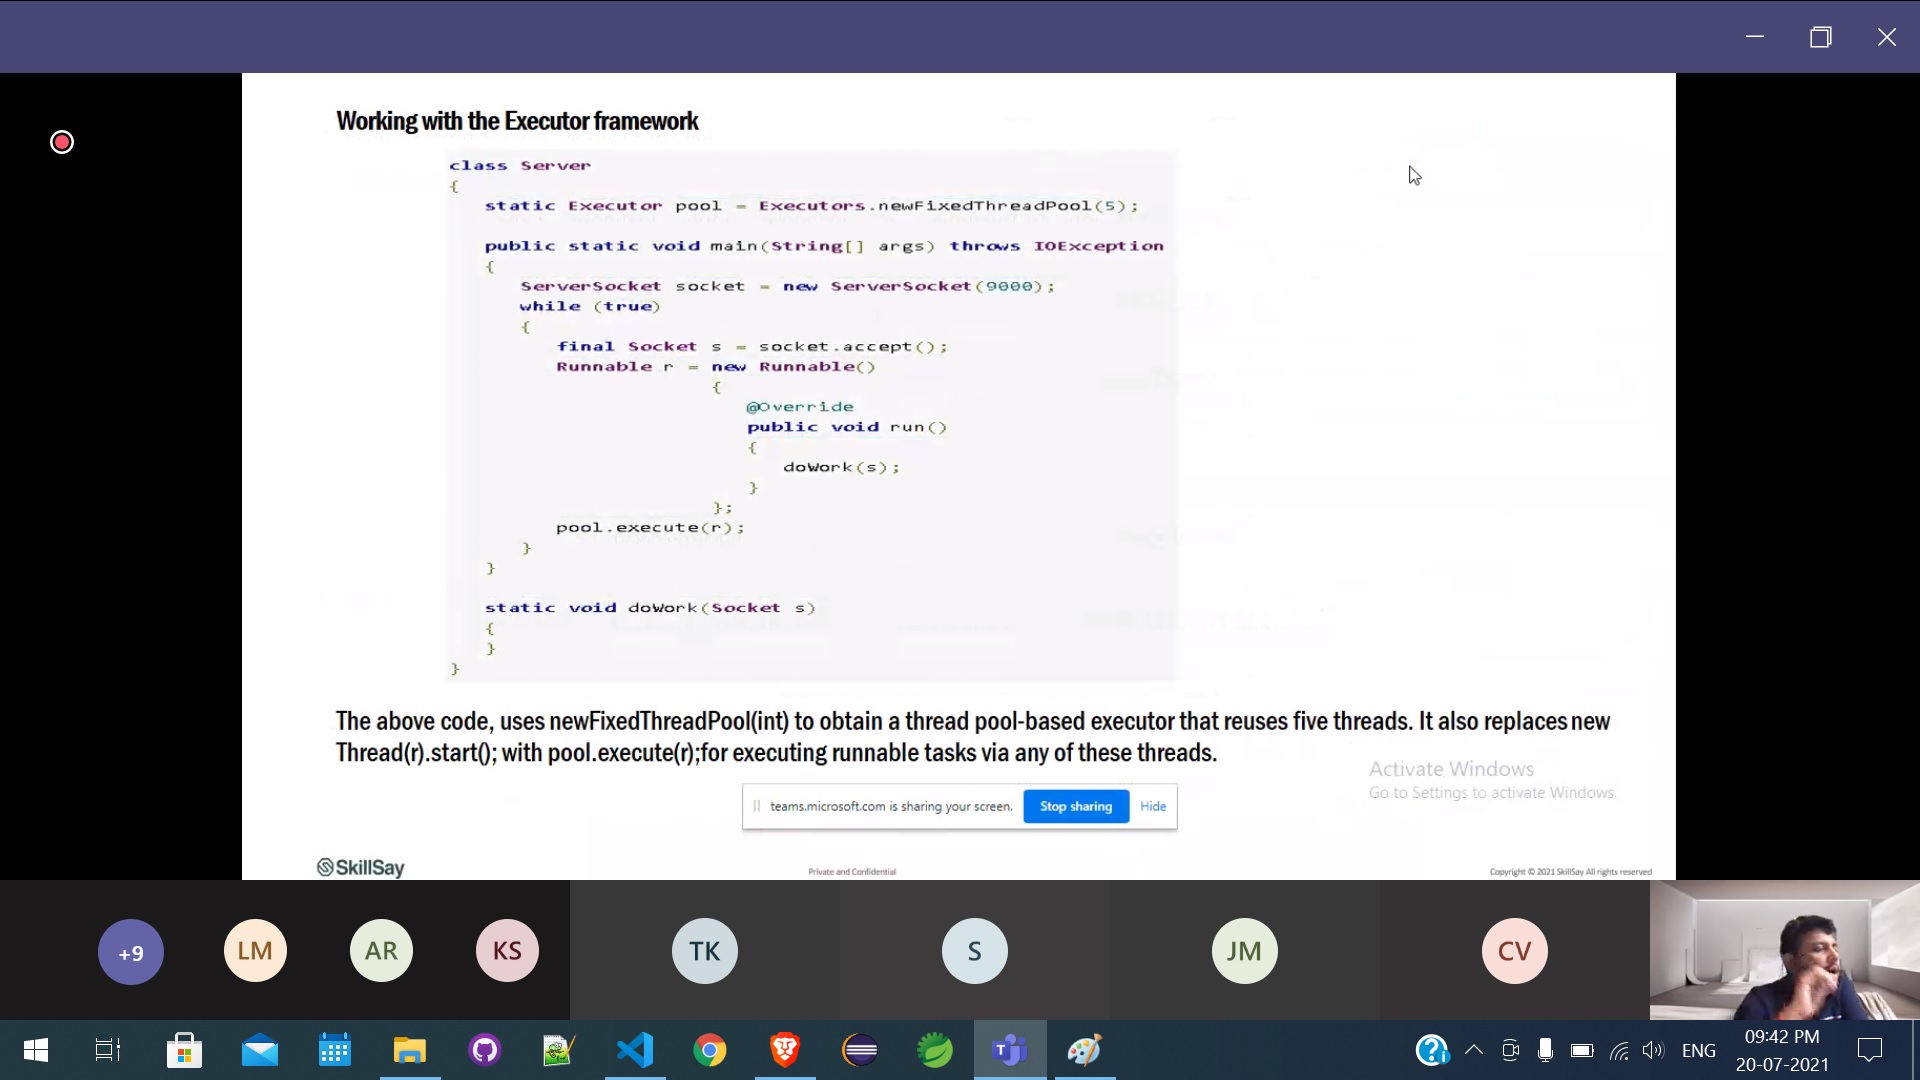 Working with the Executor framework
class Server
{
static Executor pool = Executors.newFixedThreadPool(5);
public static void main(String[] args) throws IOException
{
ServerSocket socket = new ServerSocket(9000);
while (true)
{
final Socket s = socket.accept();
Runnable r = new Runnable()
{
@Override
public void run()
{
doWork(s);
}
};
pool.execute(r);
}
}
static void doWork(Socket s)
{
}
}
The above code, uses newFixedThreadPool(int) to obtain a thread pool-based executor that reuses five threads. It also replaces new
Thread(r).start(); with pool.execute(r);for executing runnable tasks via any of these threads.
Activate Windows
Go to Settings to activate Windows.
teams.microsoft.com is sharing your screen. Stop sharing Hide
SkillSay Private and Confidential Copyright © 2021 SkillSay All rights reserved
+9 LM AR KS TK S JM CV
ENG 09:42 PM
20-07-2021